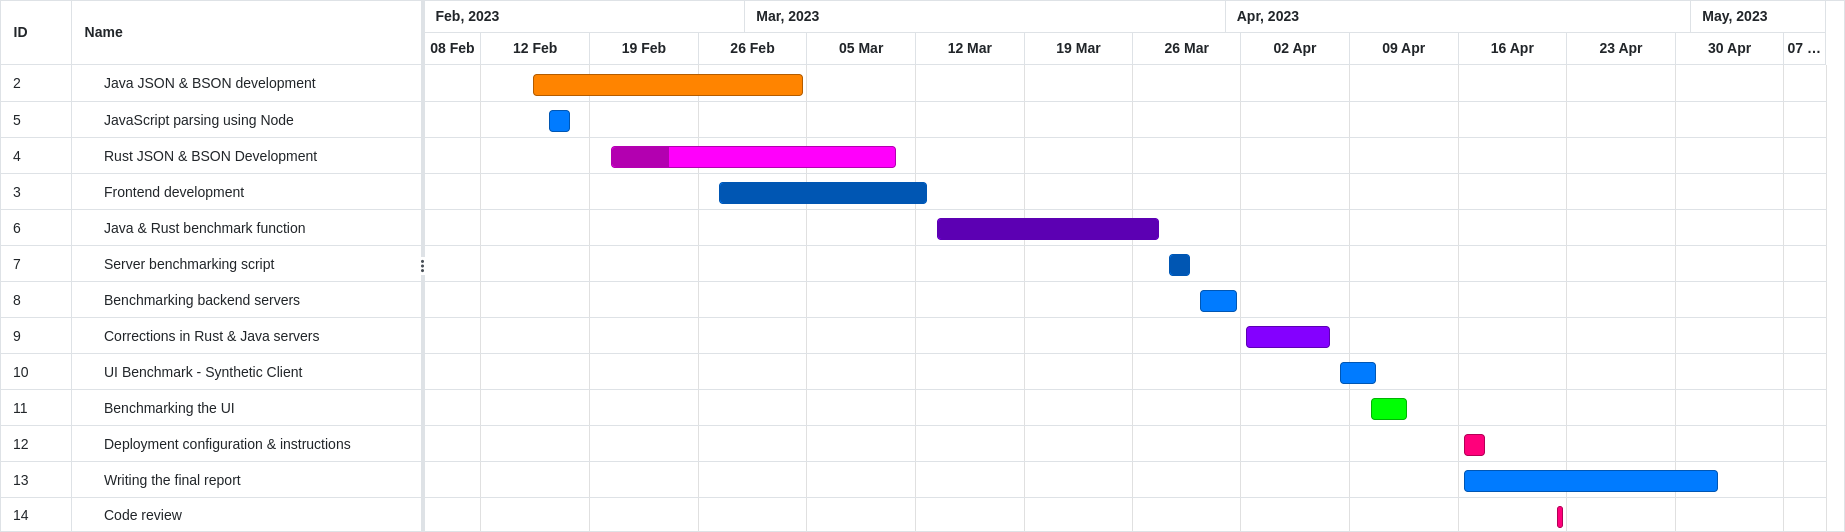 ID Name Feb, 2023 Mar, 2023 Apr, 2023 May, 2023
08 Feb 12 Feb 19 Feb 26 Feb 05 Mar 12 Mar 19 Mar 26 Mar 02 Apr 09 Apr 16 Apr 23 Apr 30 Apr 07 ...
2 Java JSON & BSON development
5 JavaScript parsing using Node
4 Rust JSON & BSON Development
3 Frontend development
6 Java & Rust benchmark function
7 Server benchmarking script
8 Benchmarking backend servers
9 Corrections in Rust & Java servers
10 UI Benchmark - Synthetic Client
11 Benchmarking the UI
12 Deployment configuration & instructions
13 Writing the final report
14 Code review